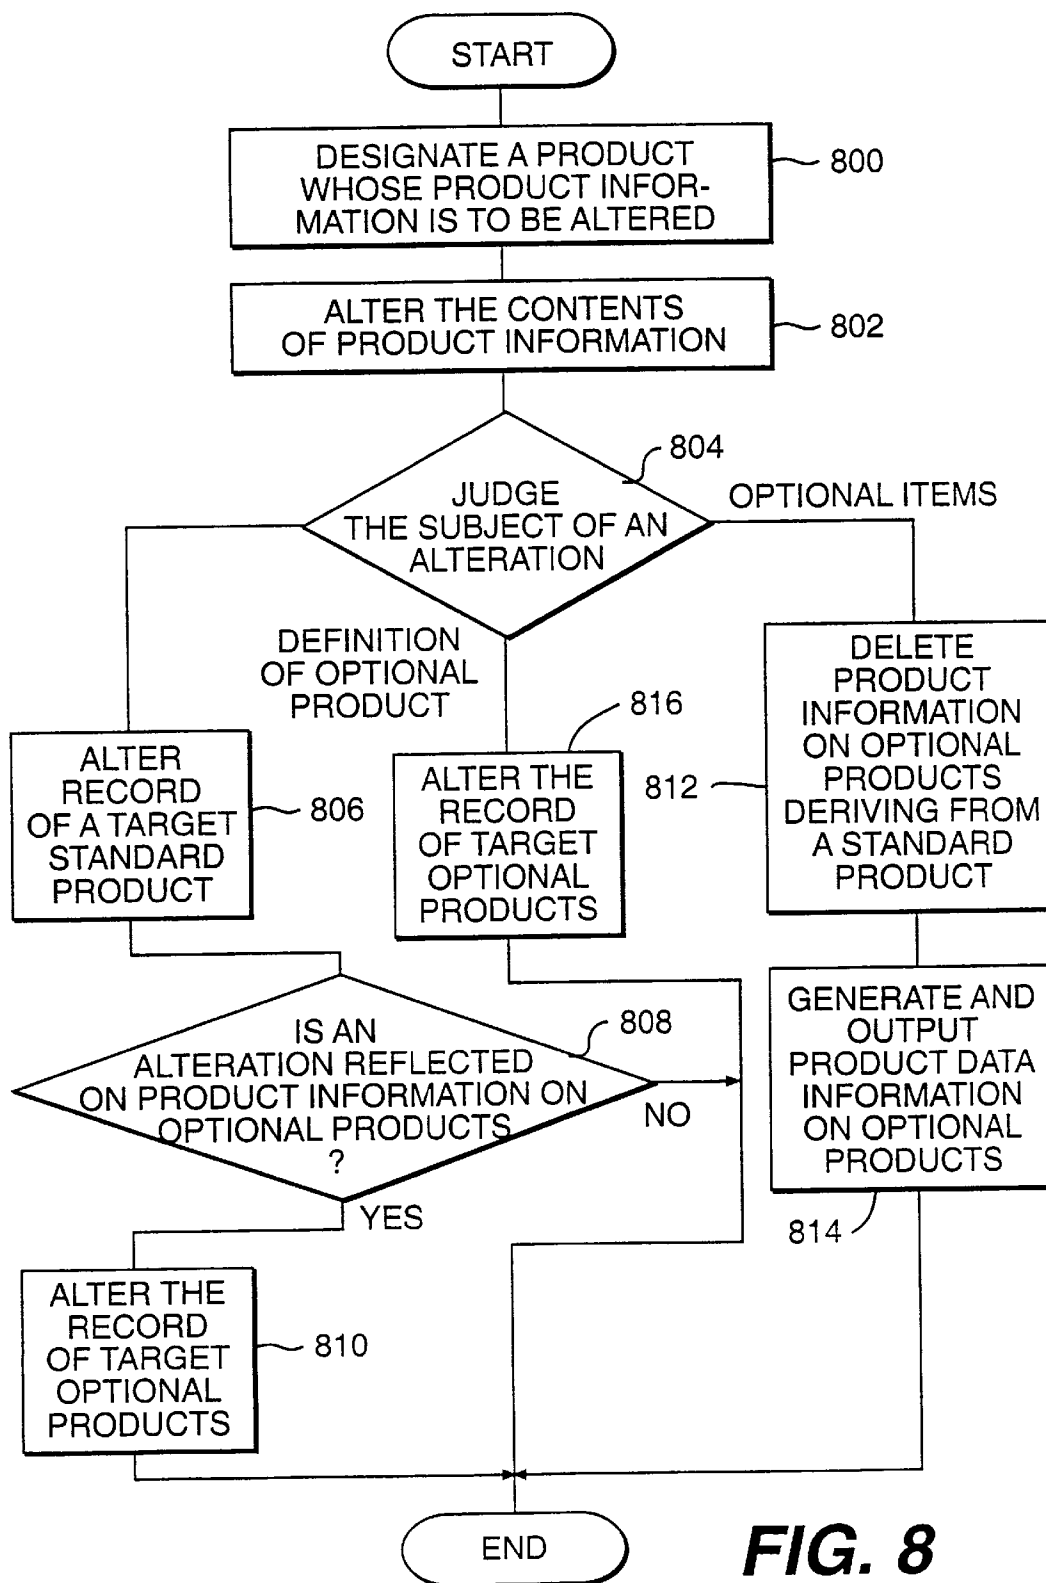 START
DESIGNATE A PRODUCT
WHOSE PRODUCT INFOR-
MATION IS TO BE ALTERED
800
ALTER THE CONTENTS
OF PRODUCT INFORMATION
802
804
JUDGE
THE SUBJECT OF AN
ALTERATION
OPTIONAL ITEMS
DEFINITION
OF OPTIONAL
PRODUCT
ALTER
RECORD
OF A TARGET
STANDARD
PRODUCT
806
816
ALTER THE
RECORD
OF TARGET
OPTIONAL
PRODUCTS
812
DELETE
PRODUCT
INFORMATION
ON OPTIONAL
PRODUCTS
DERIVING FROM
A STANDARD
PRODUCT
IS AN
ALTERATION REFLECTED
ON PRODUCT INFORMATION ON
OPTIONAL PRODUCTS
?
808
NO
YES
GENERATE AND
OUTPUT
PRODUCT DATA
INFORMATION
ON OPTIONAL
PRODUCTS
814
ALTER THE
RECORD
OF TARGET
OPTIONAL
PRODUCTS
810
END
FIG. 8